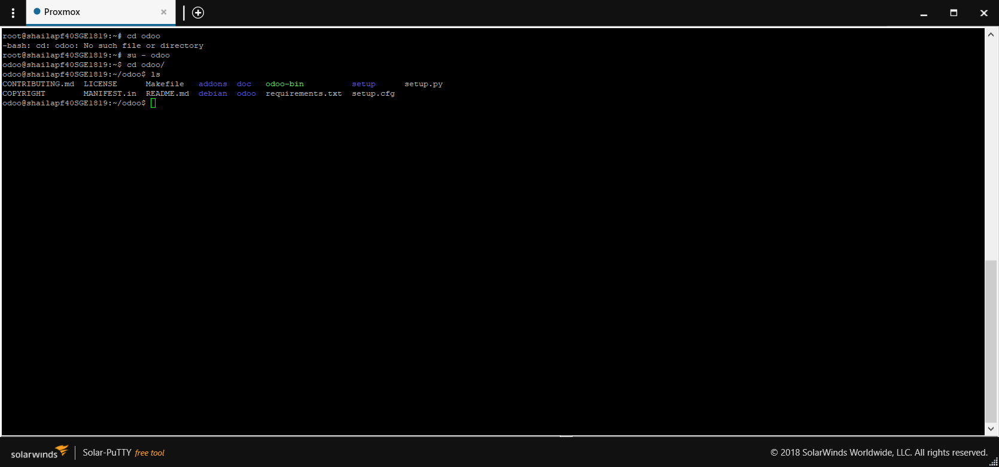 Proxmox
root@shailapf40SGE1819:~# cd odoo
-bash: cd: odoo: No such file or directory
root@shailapf40SGE1819:~# su - odoo
odoo@shailapf40SGE1819:~$ cd odoo/
odoo@shailapf40SGE1819:~/odoo$ ls
CONTRIBUTING.md  LICENSE      Makefile   addons  doc   odoo-bin          setup      setup.py
COPYRIGHT        MANIFEST.in  README.md  debian  odoo  requirements.txt  setup.cfg
odoo@shailapf40SGE1819:~/odoo$
solarwinds Solar-PuTTY free tool © 2018 SolarWinds Worldwide, LLC. All rights reserved.